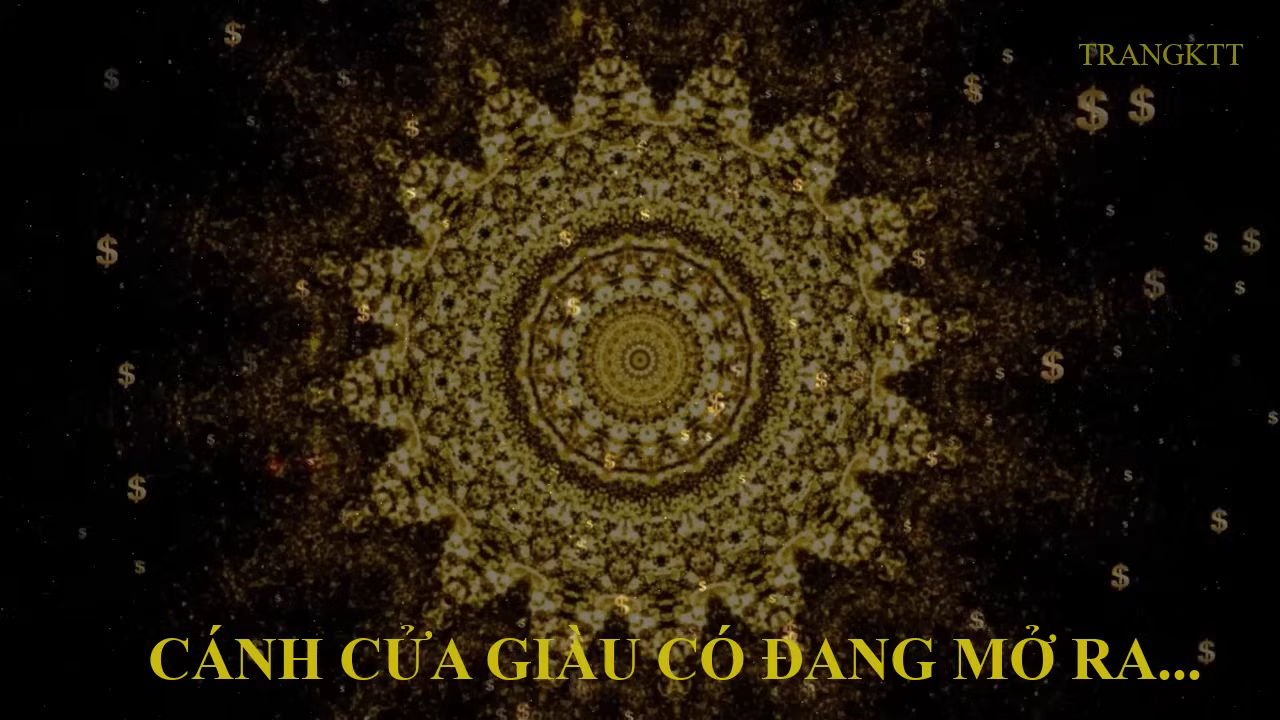 TRANGKTT
CÁNH CỬA GIÀU CÓ ĐANG MỞ RA...